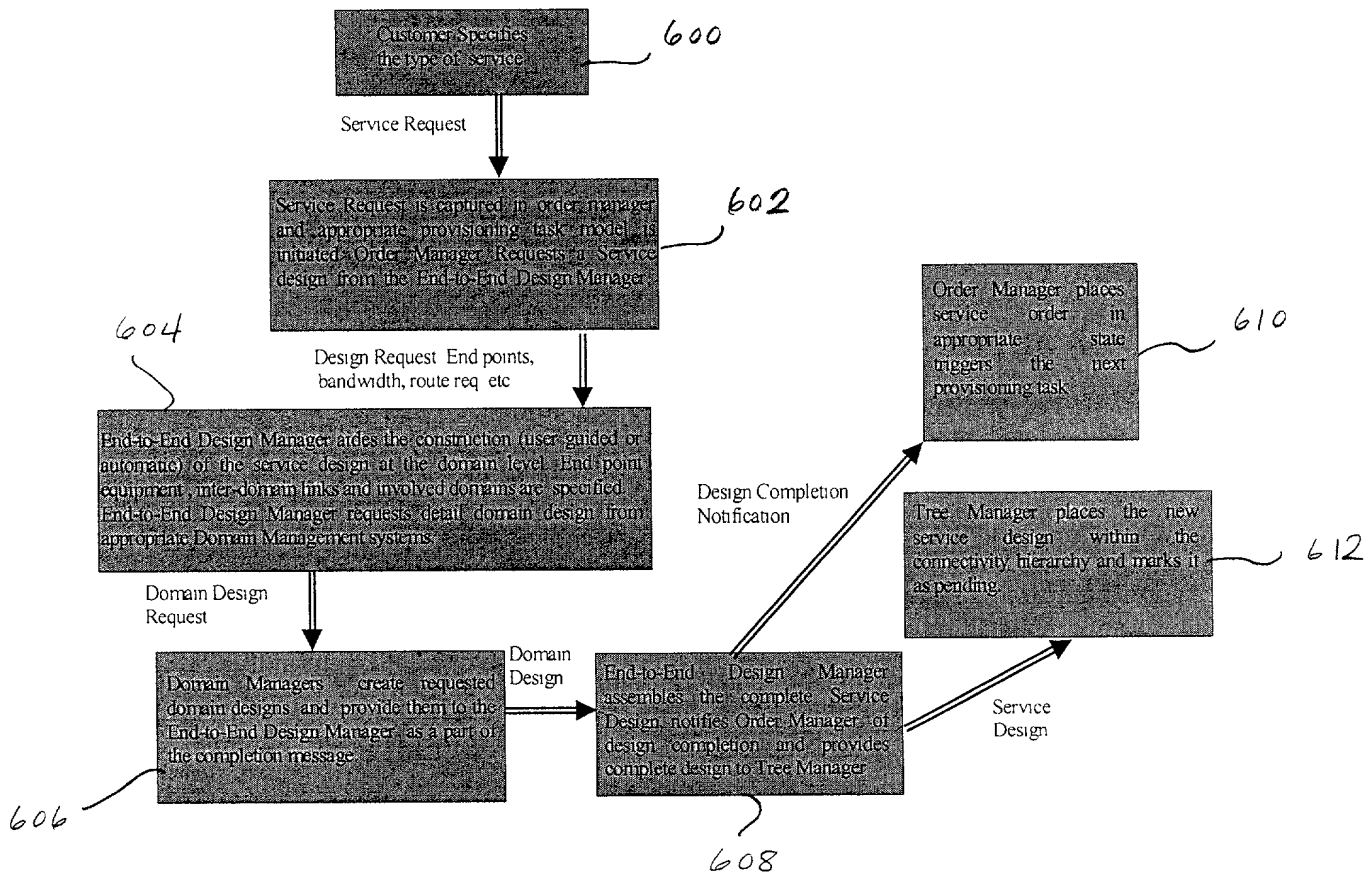 Customer Specifies
the type of service
600
Service Request
Service Request is captured in order manager
and appropriate provisioning task model is
initiated Order Manager Requests a Service
design from the End-to-End Design Manager
602
Design Request End points,
bandwidth, route req etc
604
End-to-End Design Manager aides the construction (user guided or
automatic) of the service design at the domain level. End point
equipment, inter-domain links and involved domains are specified
End-to-End Design Manager requests detail domain design from
appropriate Domain Management systems.
Domain Design
Request
Domain Managers create requested
domain designs and provide them to the
End-to-End Design Manager as a part of
the completion message.
606
Domain
Design
End-to-End Design Manager
assembles the complete Service
Design, notifies Order Manager of
design completion and provides
complete design to Tree Manager
608
Design Completion
Notification
Order Manager places
service order in
appropriate state
triggers the next
provisioning task
610
Service
Design
Tree Manager places the new
service design within the
connectivity hierarchy and marks it
as pending.
612